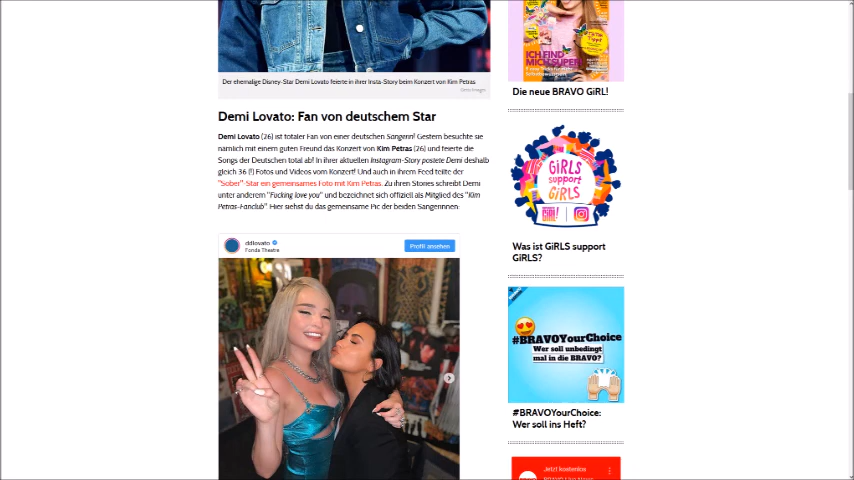 Der ehemalige Disney-Star Demi Lovato feierte in ihrer Insta-Story beim Konzert von Kim Petras
Getty Images
Demi Lovato: Fan von deutschem Star
Demi Lovato (26) ist totaler Fan von einer deutschen Sängerin! Gestern besuchte sie
nämlich mit einem guten Freund das Konzert von Kim Petras (26) und feierte die
Songs der Deutschen total ab! In ihrer aktuellen Instagram-Story postete Demi deshalb
gleich 36 (!) Fotos und Videos vom Konzert! Und auch in ihrem Feed teilte der
"Sober"-Star ein gemeinsames Foto mit Kim Petras. Zu ihren Stories schreibt Demi
unter anderem "Fucking love you" und bezeichnet sich offiziell als Mitglied des "Kim
Petras-Fanclub". Hier siehst du das gemeinsame Pic der beiden Sängerinnen:
ddlovato
Fonda Theatre
Profil ansehen
ICH FIND
MICH SUPER
Die neue BRAVO GiRL!
GiRLS
support
GiRLS
GiRL!
Was ist GiRLS support
GiRLS?
#BRAVOYourChoice
Wer soll unbedingt
mal in die BRAVO?
#BRAVOYourChoice:
Wer soll ins Heft?
Jetzt kostenlos